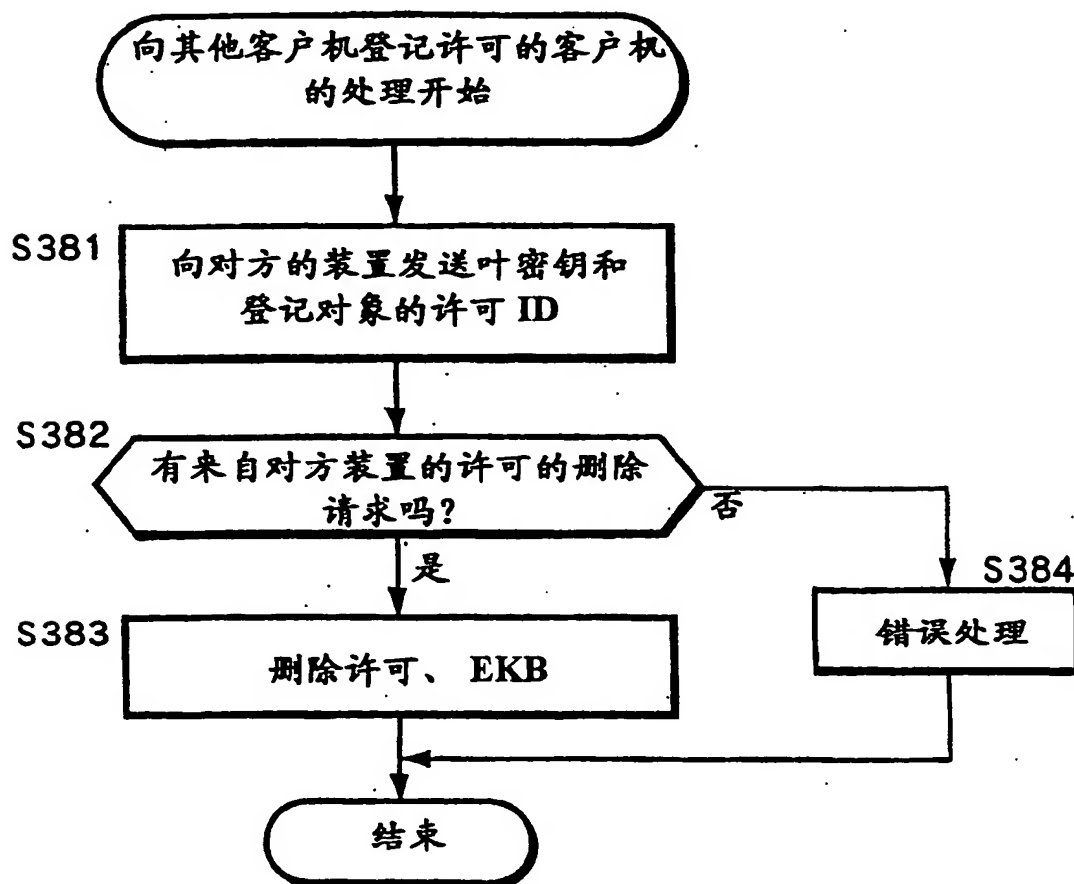 向其他客户机登记许可的客户机
的处理开始
S381
向对方的装置发送叶密钥和
登记对象的许可 ID
S382
有来自对方装置的许可的删除
请求吗?
否
是
S384
错误处理
S383
删除许可、 EKB
结束